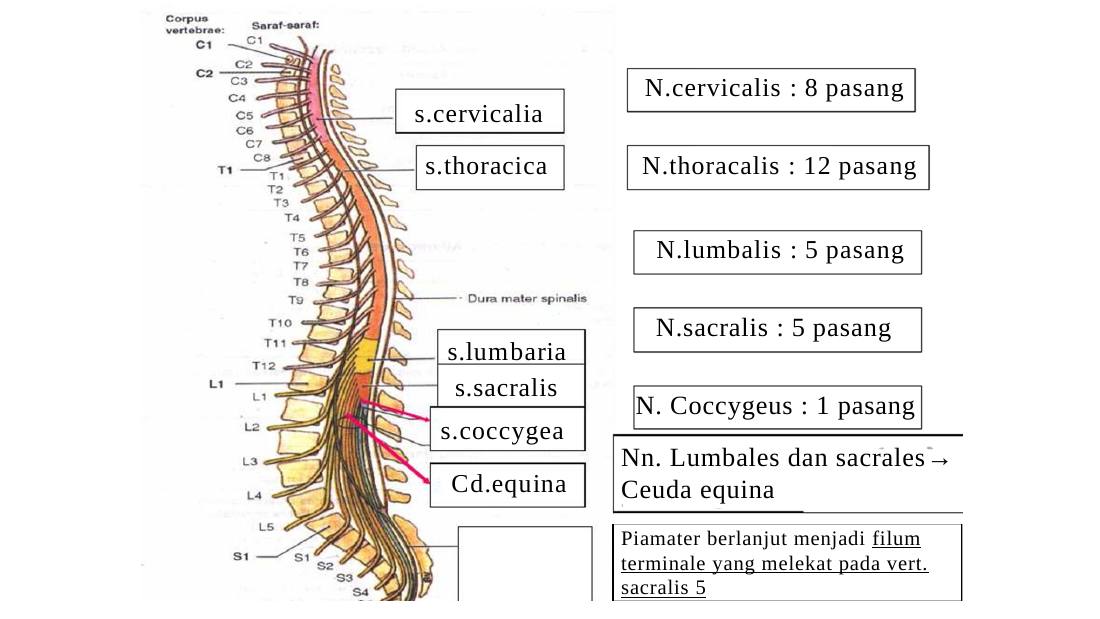 Corpus
vertebrae:
Saraf-saraf:
C1
C1
C2
C2
C3
C4
C5
C6
C7
C8
T1
T1
T2
T3
T4
T5
T6
T7
T8
T9
T10
T11
T12
L1
L1
L2
L3
L4
L5
S1
S1
S2
S3
S4
s.cervicalia
s.thoracica
Dura mater spinalis
s.lumbaria
s.sacralis
s.coccygea
Cd.equina
N.cervicalis : 8 pasang
N.thoracalis : 12 pasang
N.lumbalis : 5 pasang
N.sacralis : 5 pasang
N. Coccygeus : 1 pasang
Nn. Lumbales dan sacrales→
Ceuda equina
Piamater berlanjut menjadi filum
terminale yang melekat pada vert.
sacralis 5